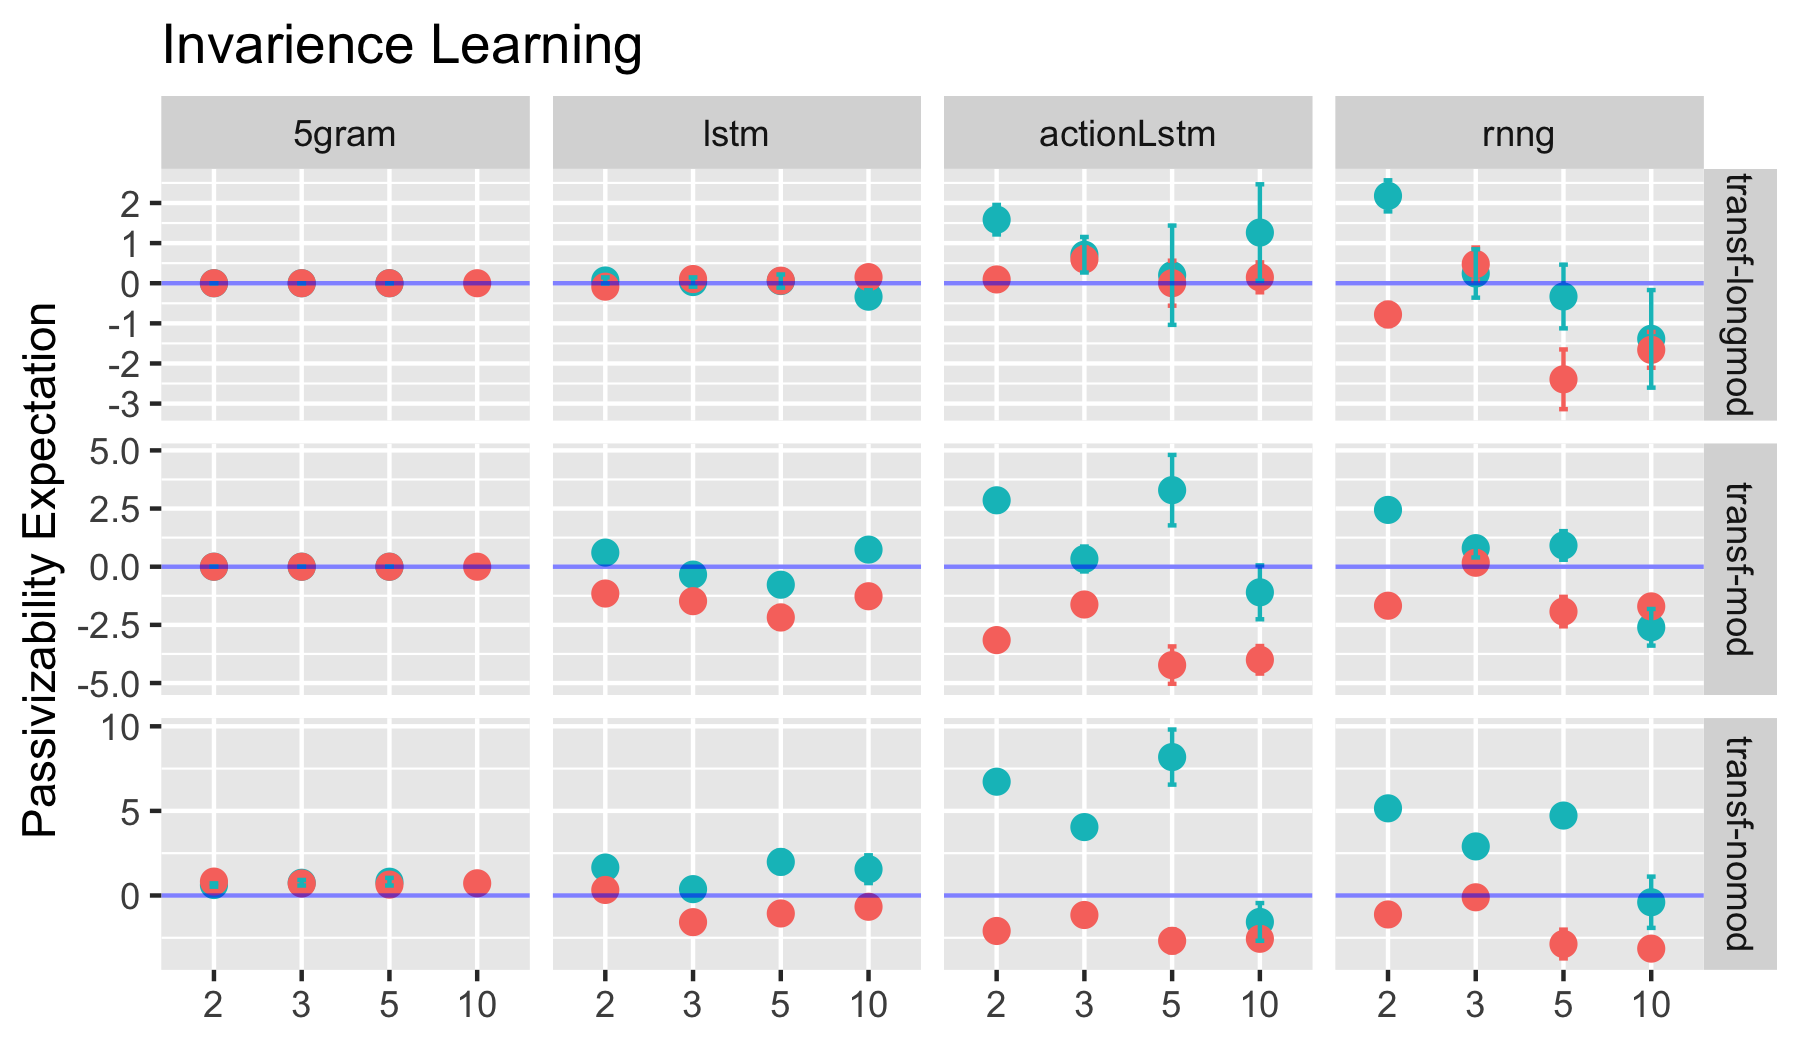 Invarience Learning
5gram
lstm
actionLstm
rnng
Passivizability Expectation
2
1
0
-1
-2
-3
transf-longmod
5.0
2.5
0.0
-2.5
-5.0
transf-mod
10
5
0
transf-nomod
2 3 5 10
2 3 5 10
2 3 5 10
2 3 5 10